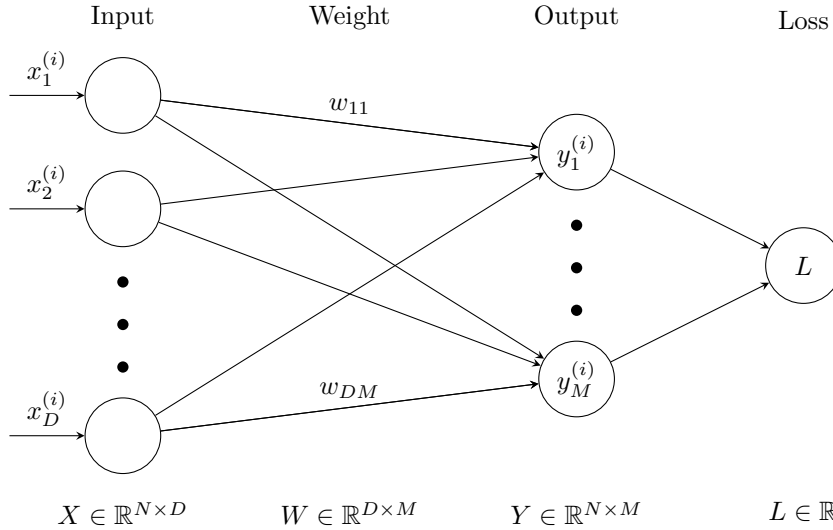 Input Weight Output Loss
x_1^{(i)}
w_{11}
y_1^{(i)}
x_2^{(i)}
L
y_M^{(i)}
w_{DM}
x_D^{(i)}
X ∈ ℝ^{N×D} W ∈ ℝ^{D×M} Y ∈ ℝ^{N×M} L ∈ ℝ